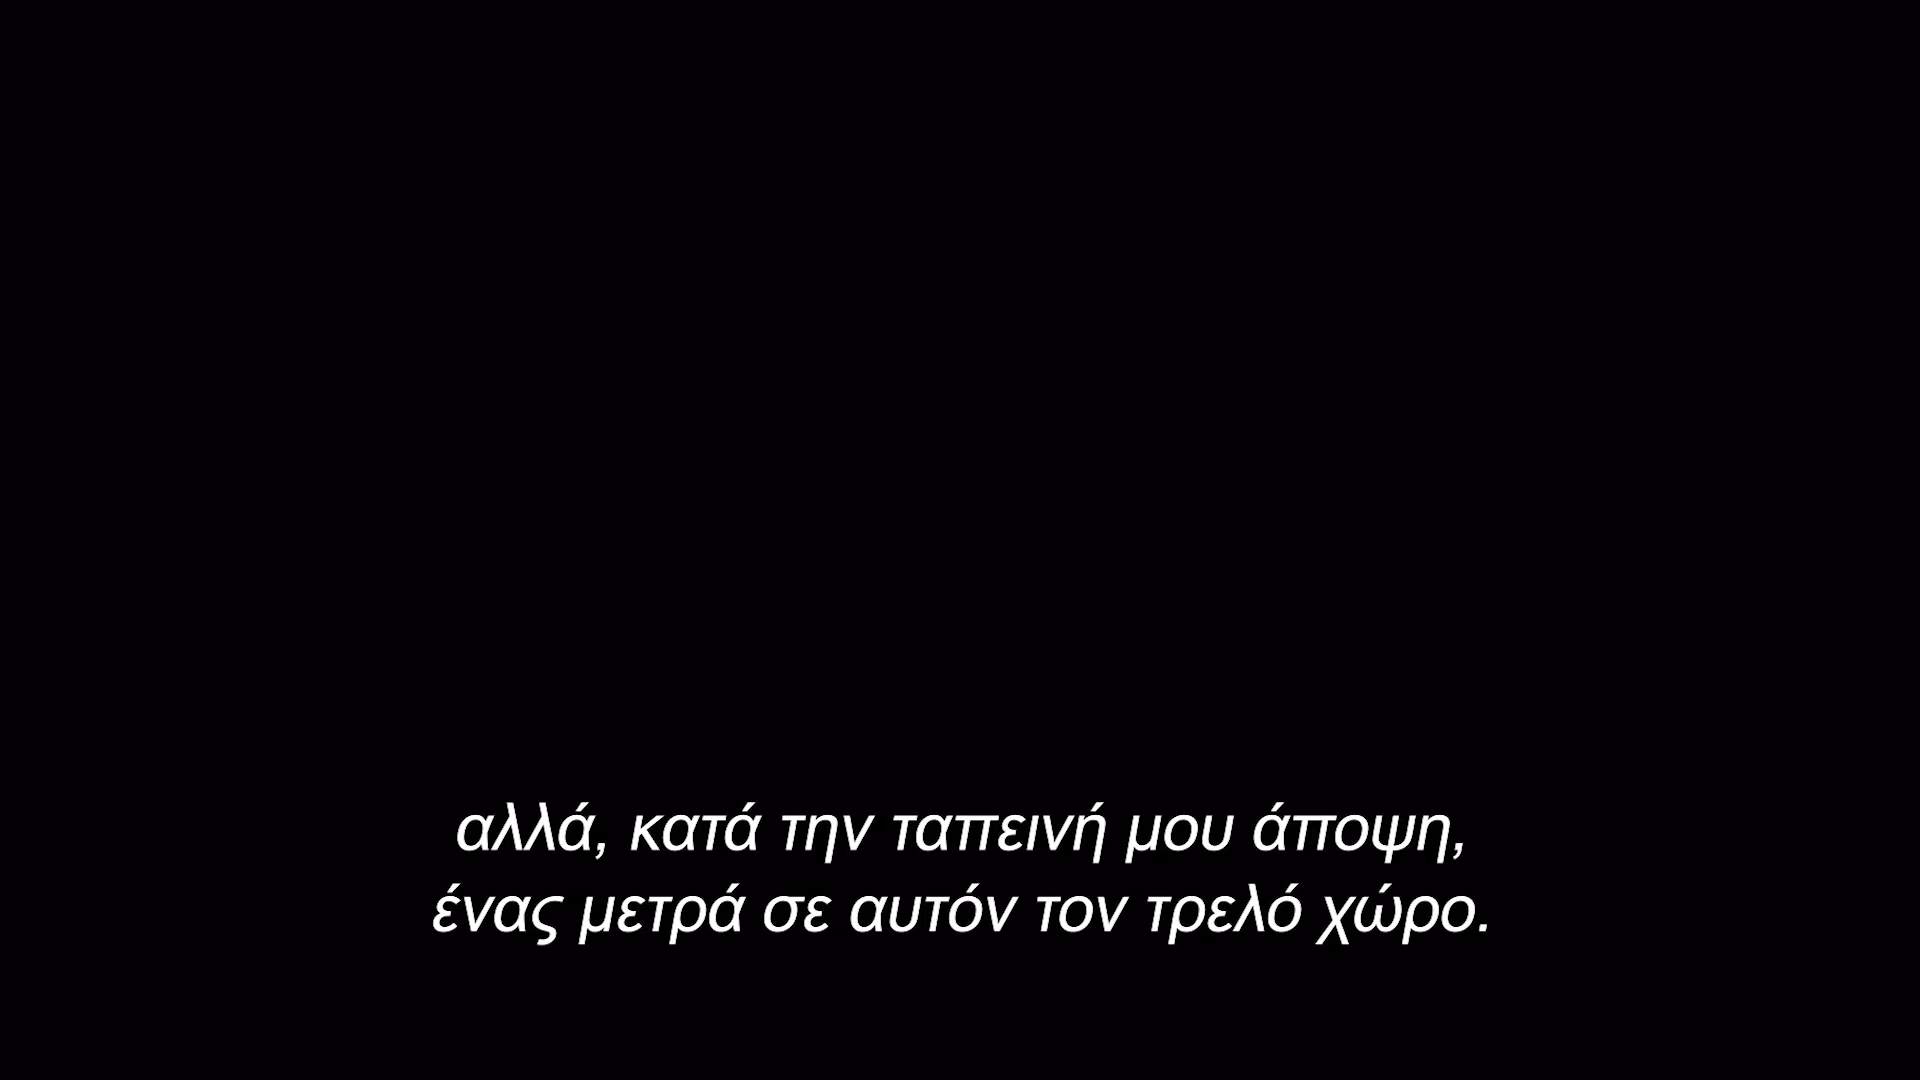 αλλά, κατά την ταπεινή μου άποψη,
ένας μετρά σε αυτόν τον τρελό χώρο.